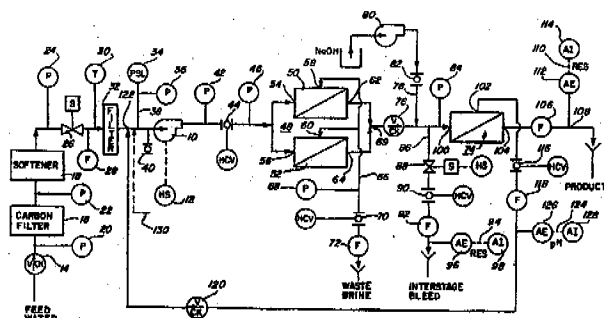 24
30
34
PSL
P
T
36
P
32
122
38
FILTER
S
26
F
28
40
SOFTENER
18
P
22
CARBON FILTER
16
P
20
14
FEED WATER
10
HS
12
130
42
P
44
46
P
HCV
48
54
50
58
62
56
60
52
64
P
68
66
HCV
70
F
72
WASTE BRINE
69
76
NaOH
80
82
78
84
P
86
100
88
S
HS
90
HCV
F
92
94
AE
RES
AI
96
98
INTERSTAGE BLEED
102
74
104
106
F
108
114
AI
110
RES
112
AE
PRODUCT
116
HCV
F
118
126
124
AE
pH
AI
128
120